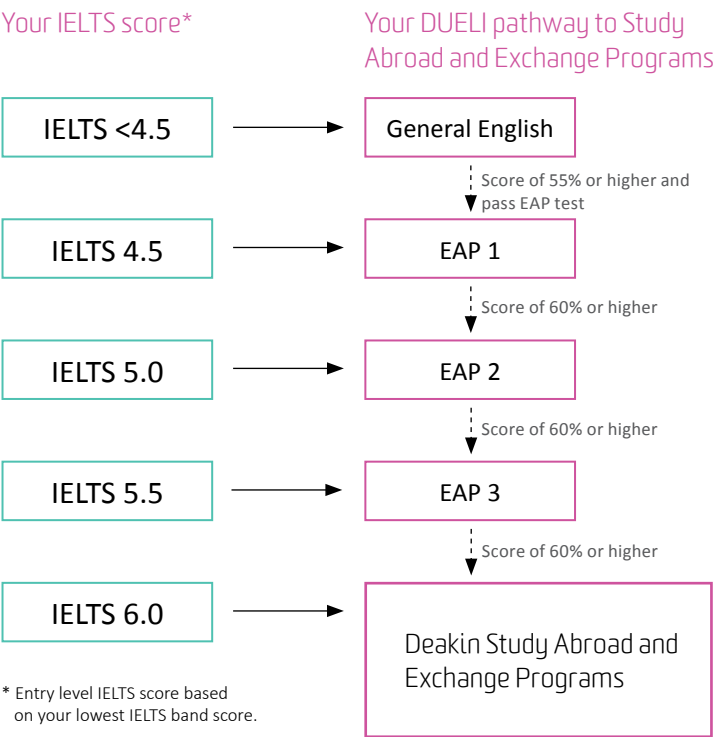 Your IELTS score*
Your DUELI pathway to Study
Abroad and Exchange Programs
IELTS <4.5
General English
Score of 55% or higher and
pass EAP test
IELTS 4.5
EAP 1
Score of 60% or higher
IELTS 5.0
EAP 2
Score of 60% or higher
IELTS 5.5
EAP 3
Score of 60% or higher
IELTS 6.0
Deakin Study Abroad and
Exchange Programs
* Entry level IELTS score based
on your lowest IELTS band score.